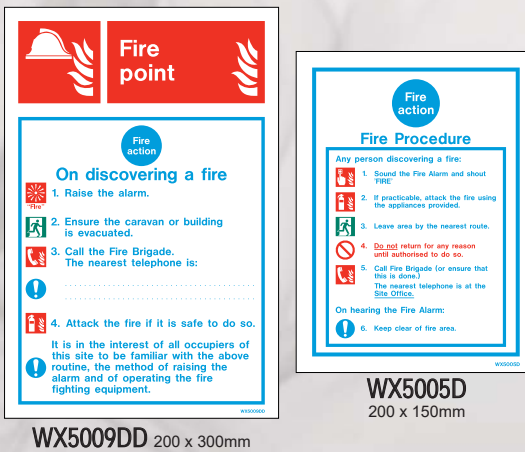 Fire
point
Fire
action
On discovering a fire
"Fire"
1. Raise the alarm.
2. Ensure the caravan or building
is evacuated.
3. Call the Fire Brigade.
The nearest telephone is:
4. Attack the fire if it is safe to do so.
It is in the interest of all occupiers of
this site to be familiar with the above
routine, the method of raising the
alarm and of operating the fire
fighting equipment.
WX5009DD
WX5009DD 200 x 300mm
Fire
action
Fire Procedure
Any person discovering a fire:
1. Sound the Fire Alarm and shout
'FIRE'
2. If practicable, attack the fire using
the appliances provided.
3. Leave area by the nearest route.
4. Do not return for any reason
until authorised to do so.
5. Call Fire Brigade (or ensure that
this is done.)
The nearest telephone is at the
Site Office.
On hearing the Fire Alarm:
6. Keep clear of fire area.
WX5005D
WX5005D
200 x 150mm